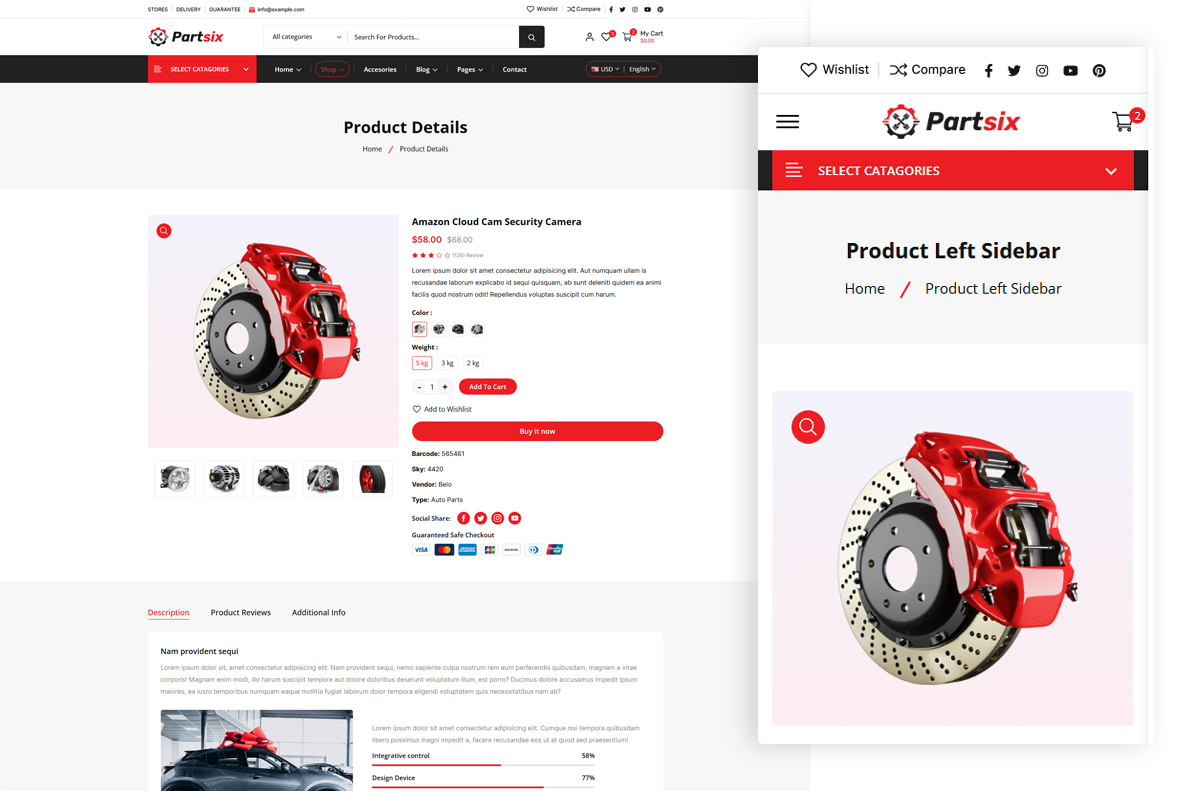 STORES DELIVERY GUARANTEE info@example.com Wishlist Compare
Partsix All categories Search For Products... 3 2 My Cart
$0.00
SELECT CATAGORIES Home Shop Accesories Blog Pages Contact USD English
Product Details
Home / Product Details
Amazon Cloud Cam Security Camera
$58.00 $68.00
(126) Review
Lorem ipsum dolor sit amet consectetur adipisicing elit. Aut numquam ullam is
recusandae laborum explicabo id sequi quisquam, ab sunt deleniti quidem ea animi
facilis quod nostrum odit! Repellendus voluptas suscipit cum harum.
Color :
Weight :
5 kg 3 kg 2 kg
- 1 + Add To Cart
Add to Wishlist
Buy it now
Barcode: 565461
Sky: 4420
Vendor: Belo
Type: Auto Parts
Social Share:
Guaranteed Safe Checkout
VISA
Description Product Reviews Additional Info
Nam provident sequi
Lorem ipsum dolor sit, amet consectetur adipisicing elit. Nam provident sequi, nemo sapiente culpa nostrum rem eum perferendis quibusdam, magnam a vitae
corporis! Magnam enim modi, illo harum suscipit tempore aut dolore doloribus deserunt voluptatum illum, est porro? Ducimus dolore accusamus impedit ipsum
maiores, ea iusto temporibus numquam eaque mollitia fugiat laborum dolor tempora eligendi voluptatem quis necessitatibus nam ab?
Lorem ipsum dolor sit amet consectetur adipisicing elit. Cumque nisi tempora quibusdam
libero possimus magni impedit a, facere recusandae eos ut at quod sed praesentium!
Integrative control 58%
Design Device 77%
Wishlist Compare
Partsix 2
SELECT CATAGORIES
Product Left Sidebar
Home / Product Left Sidebar